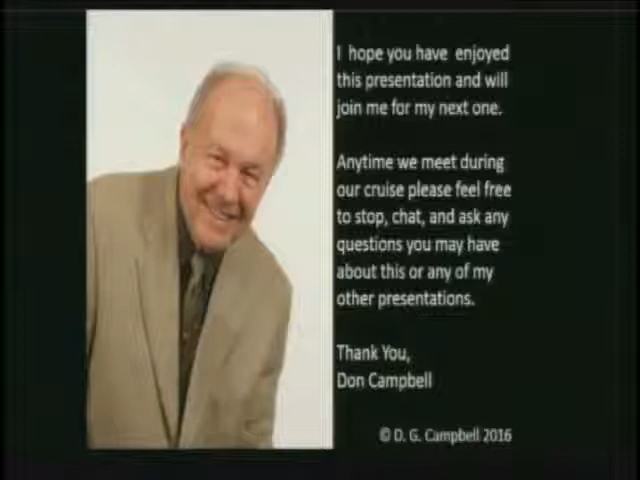 I hope you have enjoyed
this presentation and will
join me for my next one.
Anytime we meet during
our cruise please feel free
to stop, chat, and ask any
questions you may have
about this or any of my
other presentations.
Thank You,
Don Campbell
© D. G. Campbell 2016